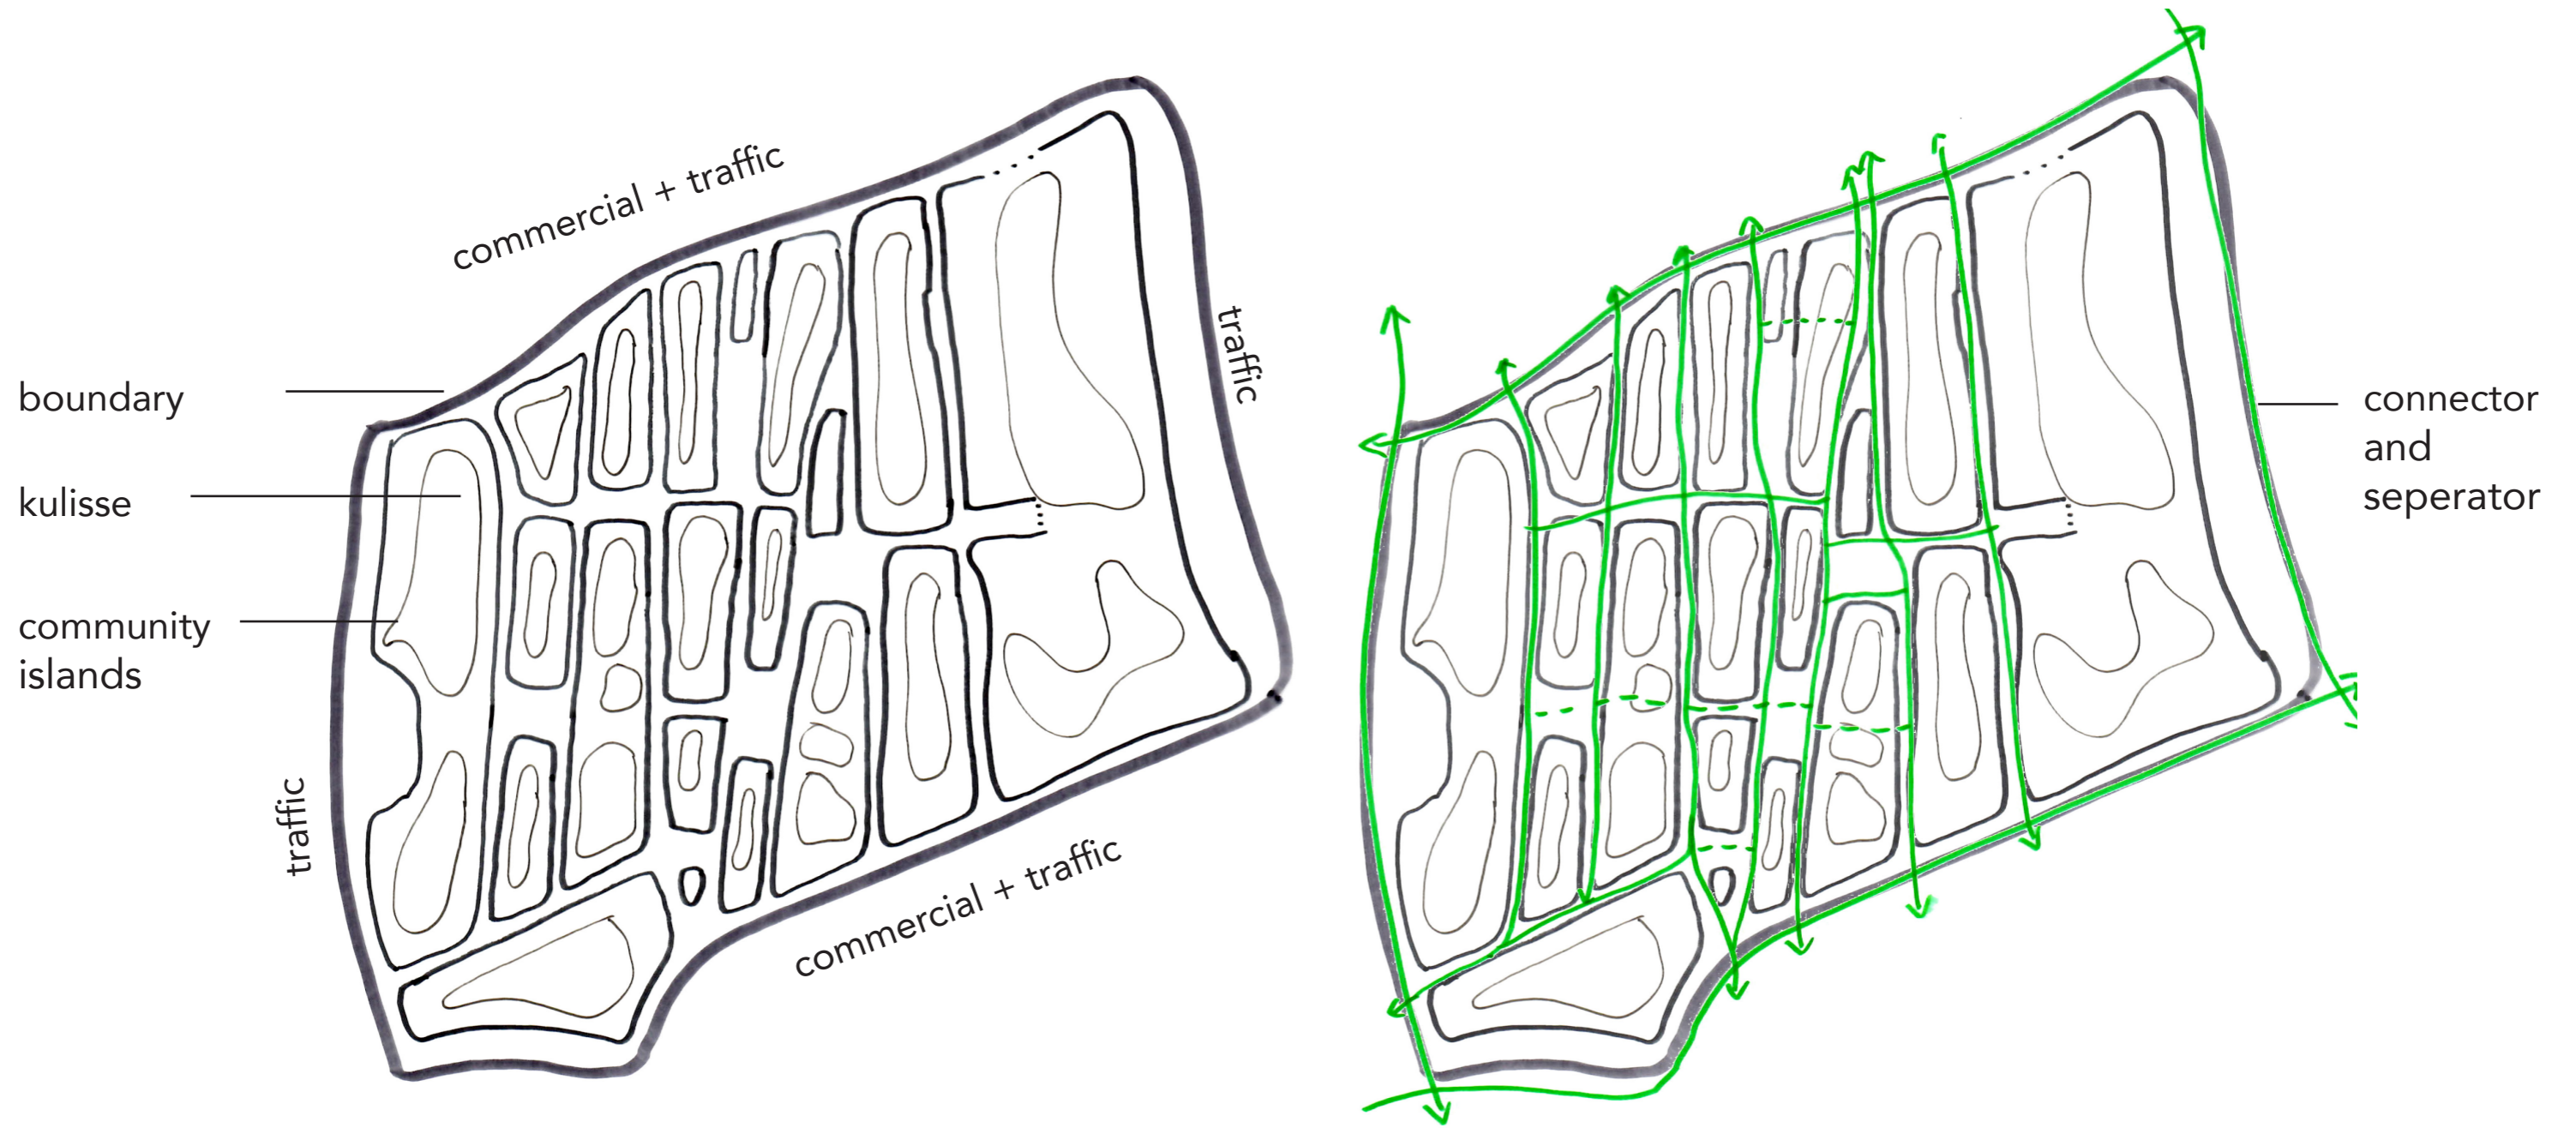 commercial + traffic
traffic
boundary
kulisse
community
islands
traffic
commercial + traffic
connector
and
seperator